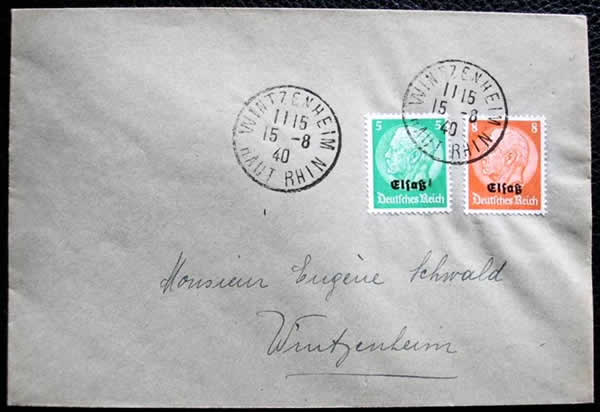 WINTZENHEIM
11 15
15 -8
40
HAUT RHIN
WINTZENHEIM
11 15
15 -8
40
HAUT RHIN
5 5
Elſaß
Deutſches Reich
8 8
Elſaß
Deutſches Reich
Monsieur Eugène Schwald
Wintzenheim